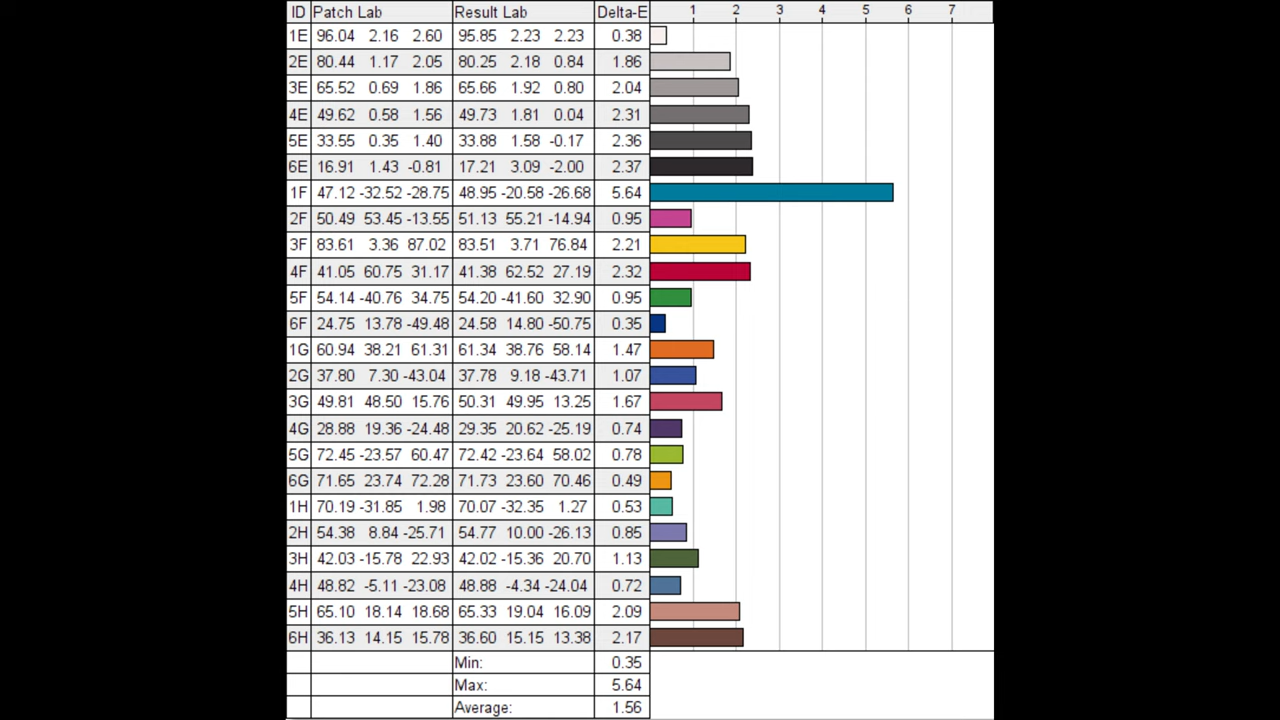 ID Patch Lab Result Lab Delta-E 1 2 3 4 5 6 7
1E 96.04 2.16 2.60 95.85 2.23 2.23 0.38
2E 80.44 1.17 2.05 80.25 2.18 0.84 1.86
3E 65.52 0.69 1.86 65.66 1.92 0.80 2.04
4E 49.62 0.58 1.56 49.73 1.81 0.04 2.31
5E 33.55 0.35 1.40 33.88 1.58 -0.17 2.36
6E 16.91 1.43 -0.81 17.21 3.09 -2.00 2.37
1F 47.12 -32.52 -28.75 48.95 -20.58 -26.68 5.64
2F 50.49 53.45 -13.55 51.13 55.21 -14.94 0.95
3F 83.61 3.36 87.02 83.51 3.71 76.84 2.21
4F 41.05 60.75 31.17 41.38 62.52 27.19 2.32
5F 54.14 -40.76 34.75 54.20 -41.60 32.90 0.95
6F 24.75 13.78 -49.48 24.58 14.80 -50.75 0.35
1G 60.94 38.21 61.31 61.34 38.76 58.14 1.47
2G 37.80 7.30 -43.04 37.78 9.18 -43.71 1.07
3G 49.81 48.50 15.76 50.31 49.95 13.25 1.67
4G 28.88 19.36 -24.48 29.35 20.62 -25.19 0.74
5G 72.45 -23.57 60.47 72.42 -23.64 58.02 0.78
6G 71.65 23.74 72.28 71.73 23.60 70.46 0.49
1H 70.19 -31.85 1.98 70.07 -32.35 1.27 0.53
2H 54.38 8.84 -25.71 54.77 10.00 -26.13 0.85
3H 42.03 -15.78 22.93 42.02 -15.36 20.70 1.13
4H 48.82 -5.11 -23.08 48.88 -4.34 -24.04 0.72
5H 65.10 18.14 18.68 65.33 19.04 16.09 2.09
6H 36.13 14.15 15.78 36.60 15.15 13.38 2.17
Min: 0.35
Max: 5.64
Average: 1.56